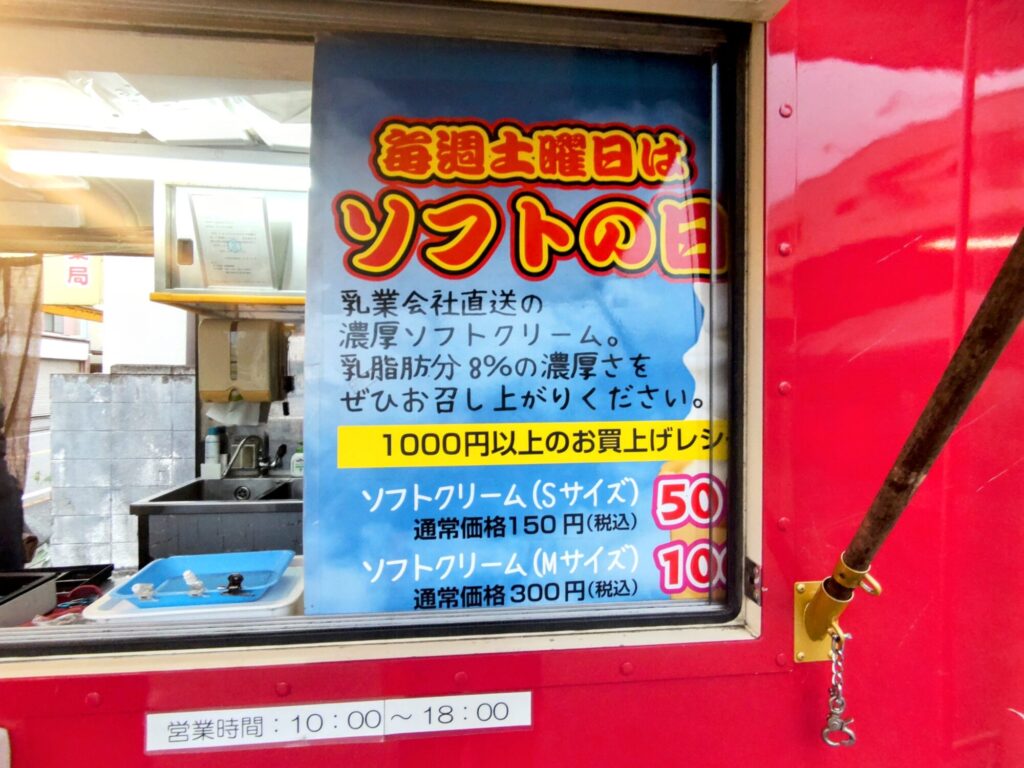 毎週土曜日は
ソフトの日
乳業会社直送の
濃厚ソフトクリーム。
乳脂肪分8%の濃厚さを
ぜひお召し上がりください。
1000円以上のお買上げレシ
ソフトクリーム(Sサイズ) 50
通常価格150円(税込)
ソフトクリーム(Mサイズ) 100
通常価格300円(税込)
薬局
営業時間:10:00～18:00